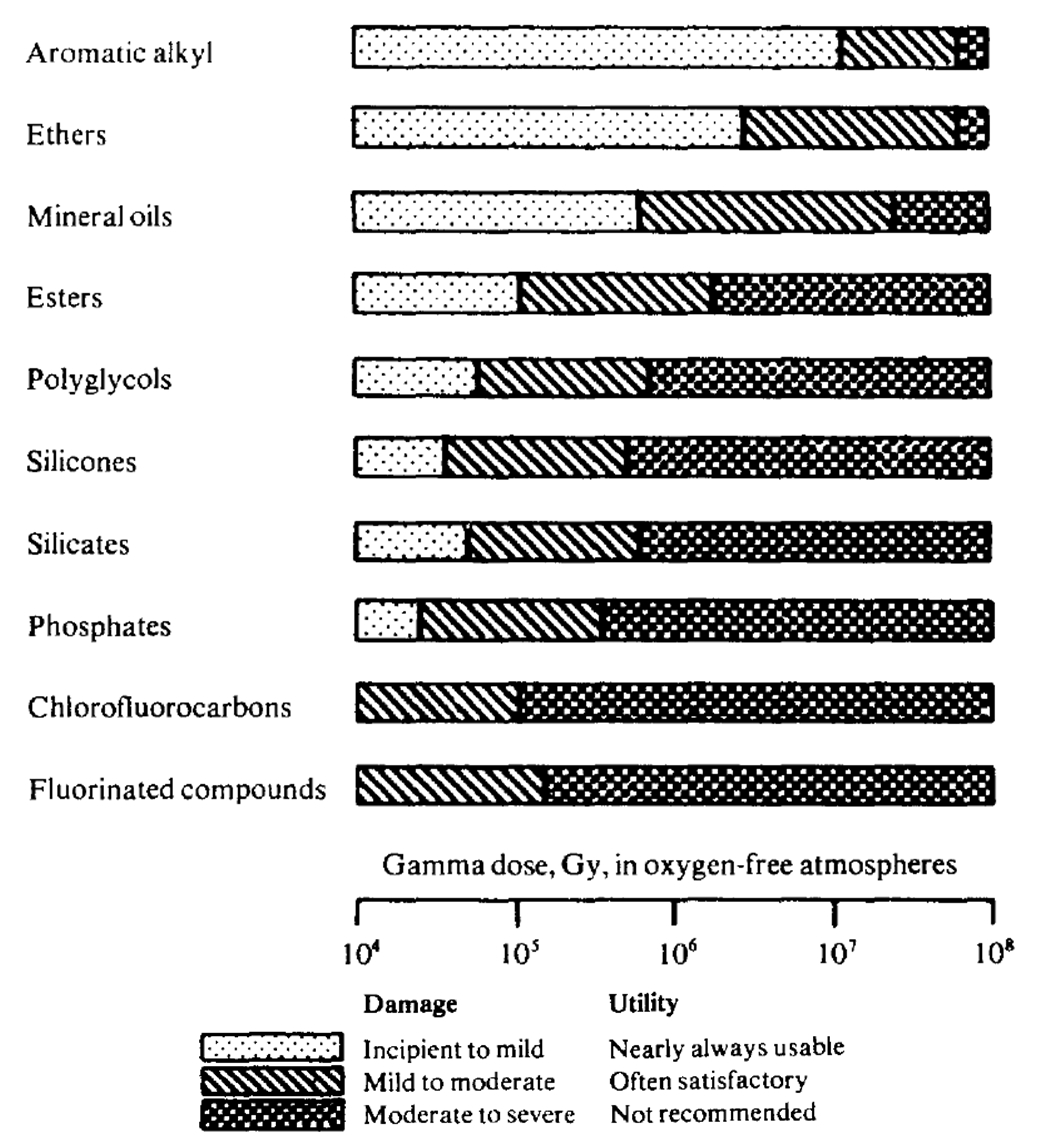 Aromatic alkyl
Ethers
Mineral oils
Esters
Polyglycols
Silicones
Silicates
Phosphates
Chlorofluorocarbons
Fluorinated compounds
Gamma dose, Gy, in oxygen-free atmospheres
10⁴ 10⁵ 10⁶ 10⁷ 10⁸
Damage Utility
Incipient to mild Nearly always usable
Mild to moderate Often satisfactory
Moderate to severe Not recommended